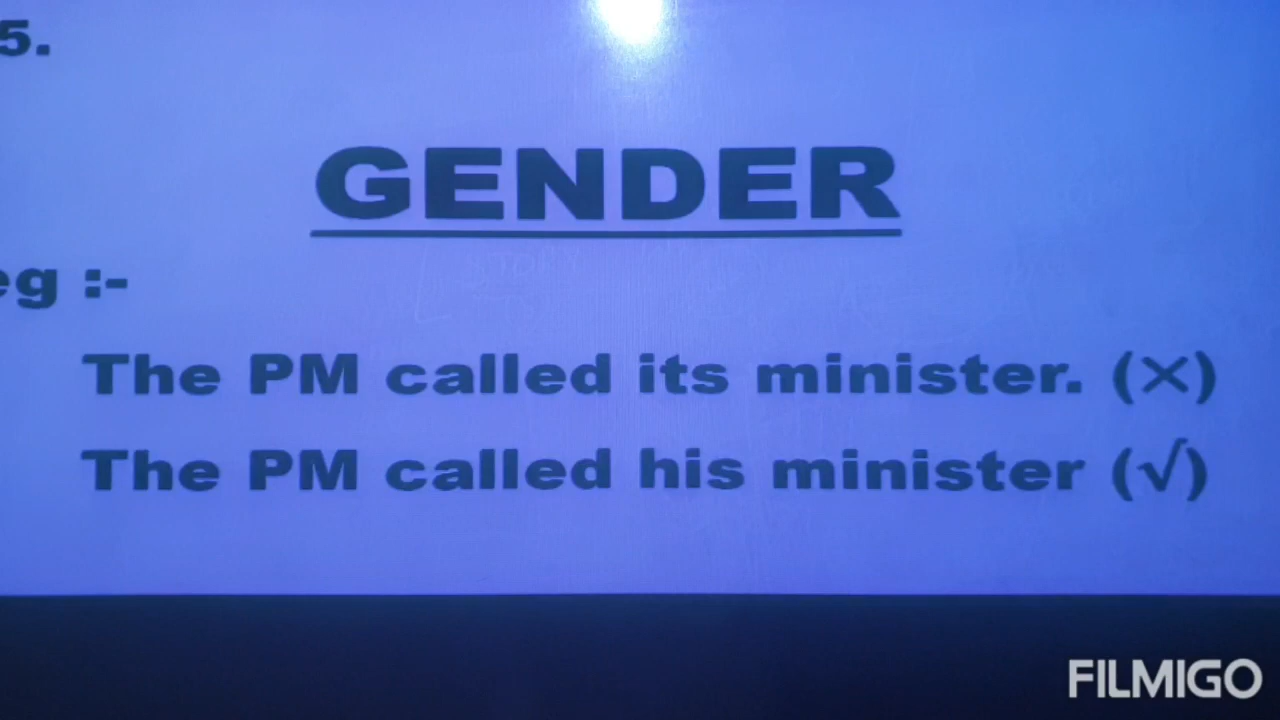 5.
GENDER
eg :-
The PM called its minister. (×)
The PM called his minister (√)
FILMIGO